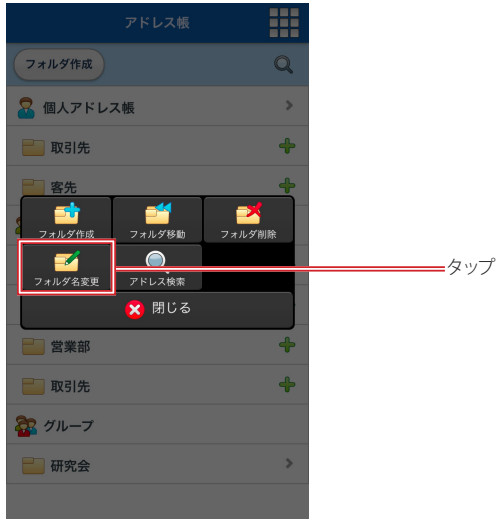 アドレス帳
フォルダ作成
個人アドレス帳
取引先
客先
フォルダ作成 フォルダ移動 フォルダ削除
フォルダ名変更 アドレス検索
タップ
閉じる
営業部
取引先
グループ
研究会